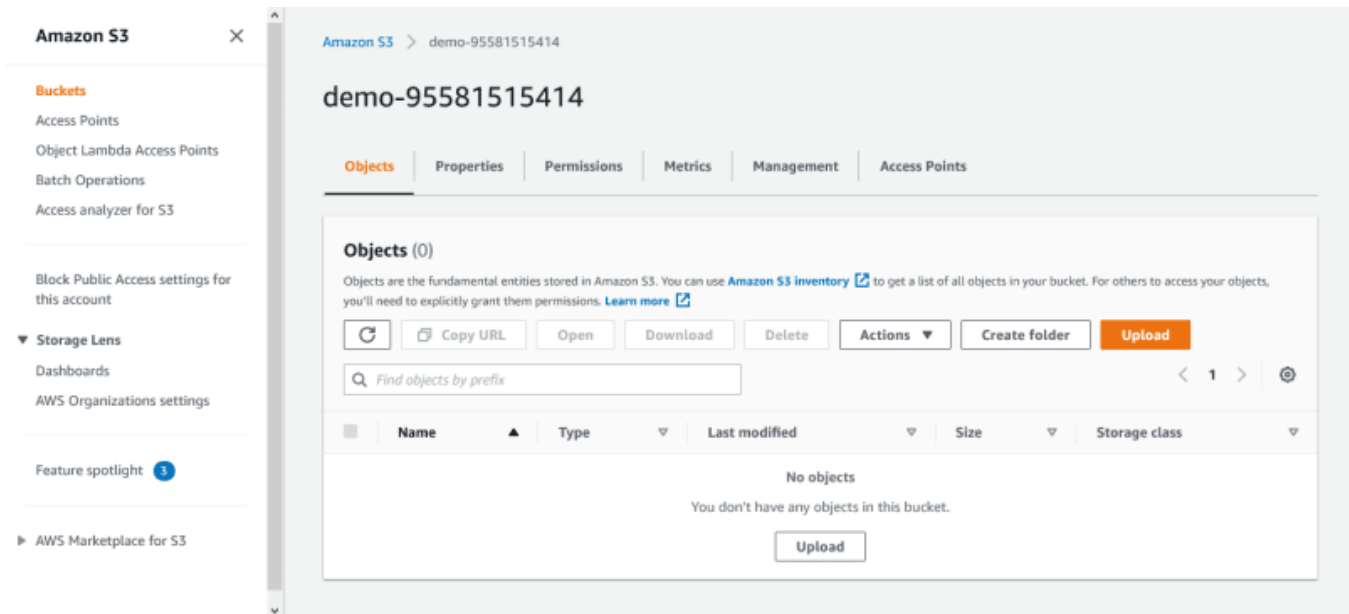 Amazon S3
Buckets
Access Points
Object Lambda Access Points
Batch Operations
Access analyzer for S3
Block Public Access settings for
this account
Storage Lens
Dashboards
AWS Organizations settings
Feature spotlight 3
AWS Marketplace for S3
Amazon S3 > demo-95581515414
demo-95581515414
Objects Properties Permissions Metrics Management Access Points
Objects (0)
Objects are the fundamental entities stored in Amazon S3. You can use Amazon S3 inventory to get a list of all objects in your bucket. For others to access your objects,
you'll need to explicitly grant them permissions. Learn more
Copy URL Open Download Delete Actions Create folder Upload
Find objects by prefix
< 1 >
Name Type Last modified Size Storage class
No objects
You don't have any objects in this bucket.
Upload